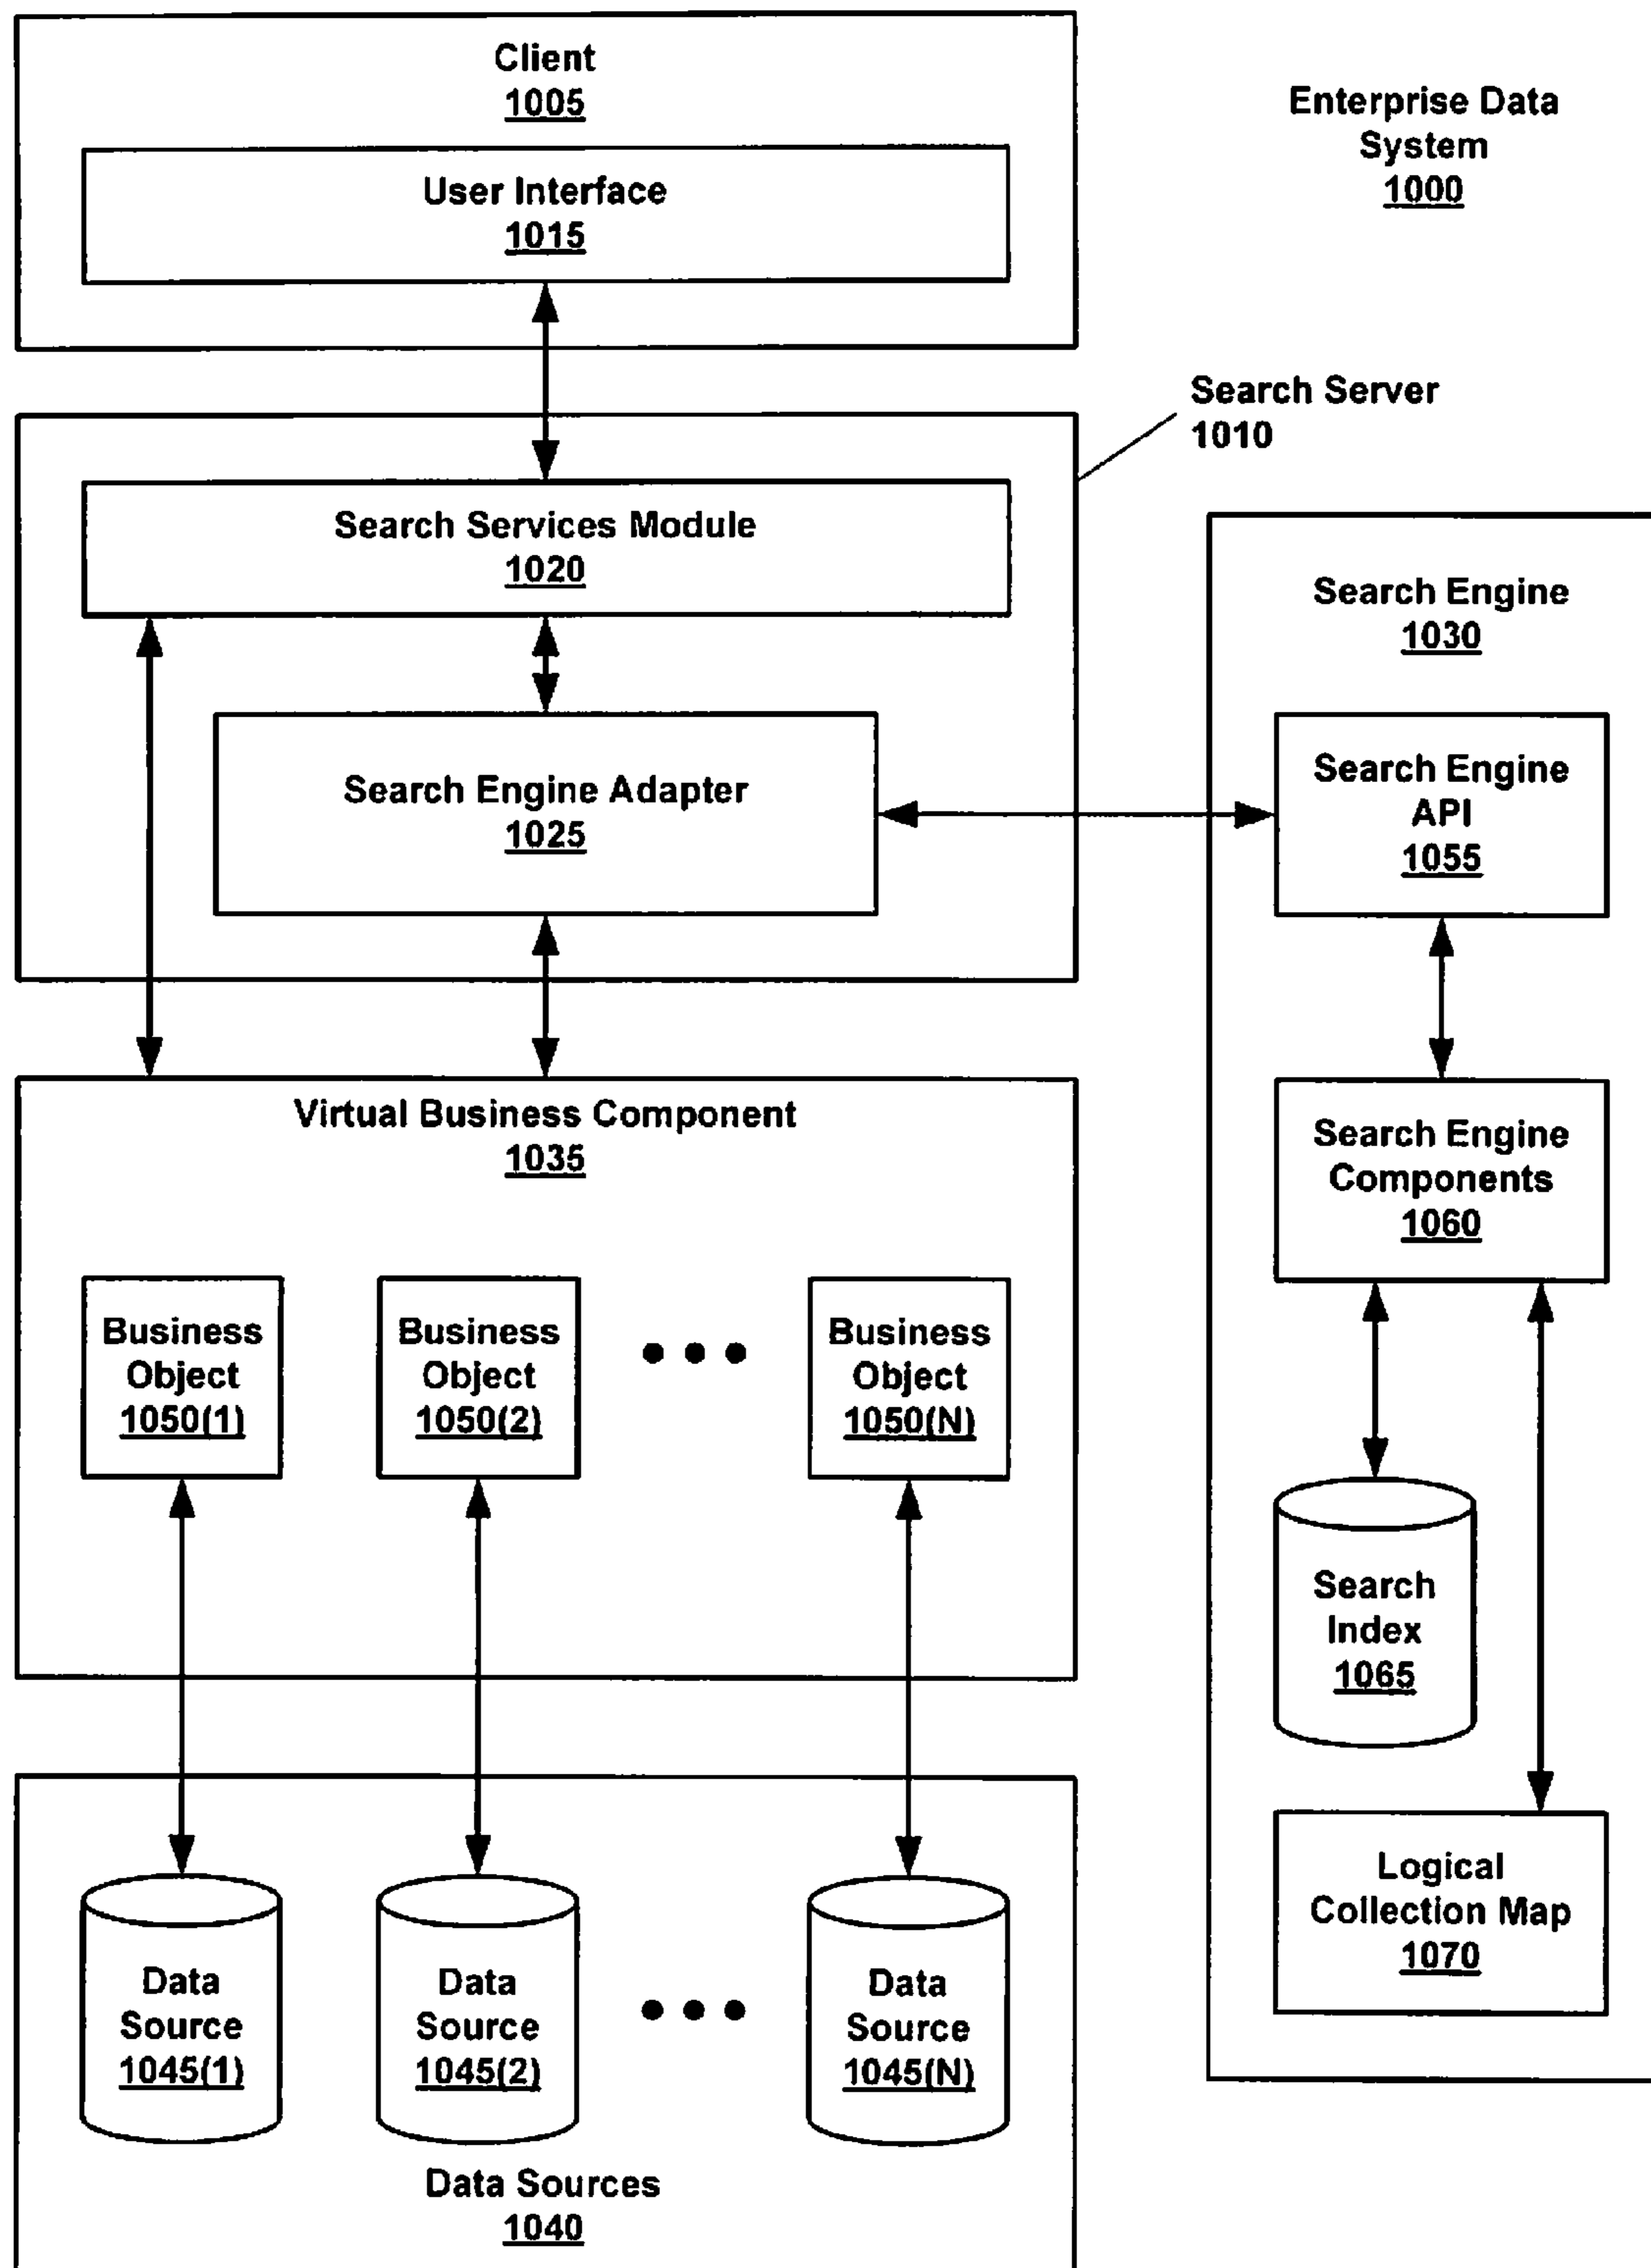 Client
1005
User Interface
1015
Enterprise Data
System
1000
Search Server
1010
Search Services Module
1020
Search Engine Adapter
1025
Search Engine
1030
Search Engine
API
1055
Search Engine
Components
1060
Search
Index
1065
Logical
Collection Map
1070
Virtual Business Component
1035
Business
Object
1050(1)
Business
Object
1050(2)
Business
Object
1050(N)
Data
Source
1045(1)
Data
Source
1045(2)
Data
Source
1045(N)
Data Sources
1040